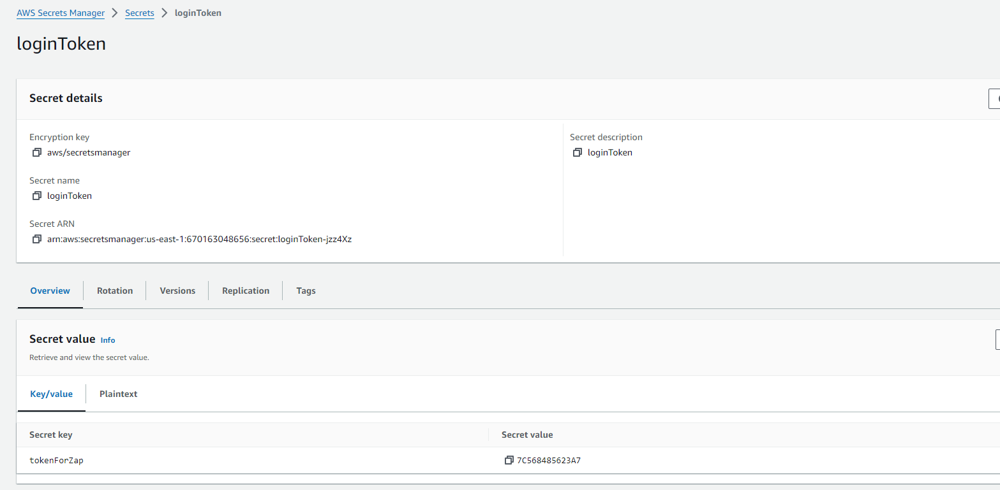 AWS Secrets Manager > Secrets > loginToken
loginToken
Secret details
Encryption key
aws/secretsmanager
Secret name
loginToken
Secret ARN
arn:aws:secretsmanager:us-east-1:670163048656:secret:loginToken-jzz4Xz
Secret description
loginToken
Overview
Rotation
Versions
Replication
Tags
Secret value Info
Retrieve and view the secret value.
Key/value
Plaintext
Secret key
Secret value
tokenForZap
7C568485623A7